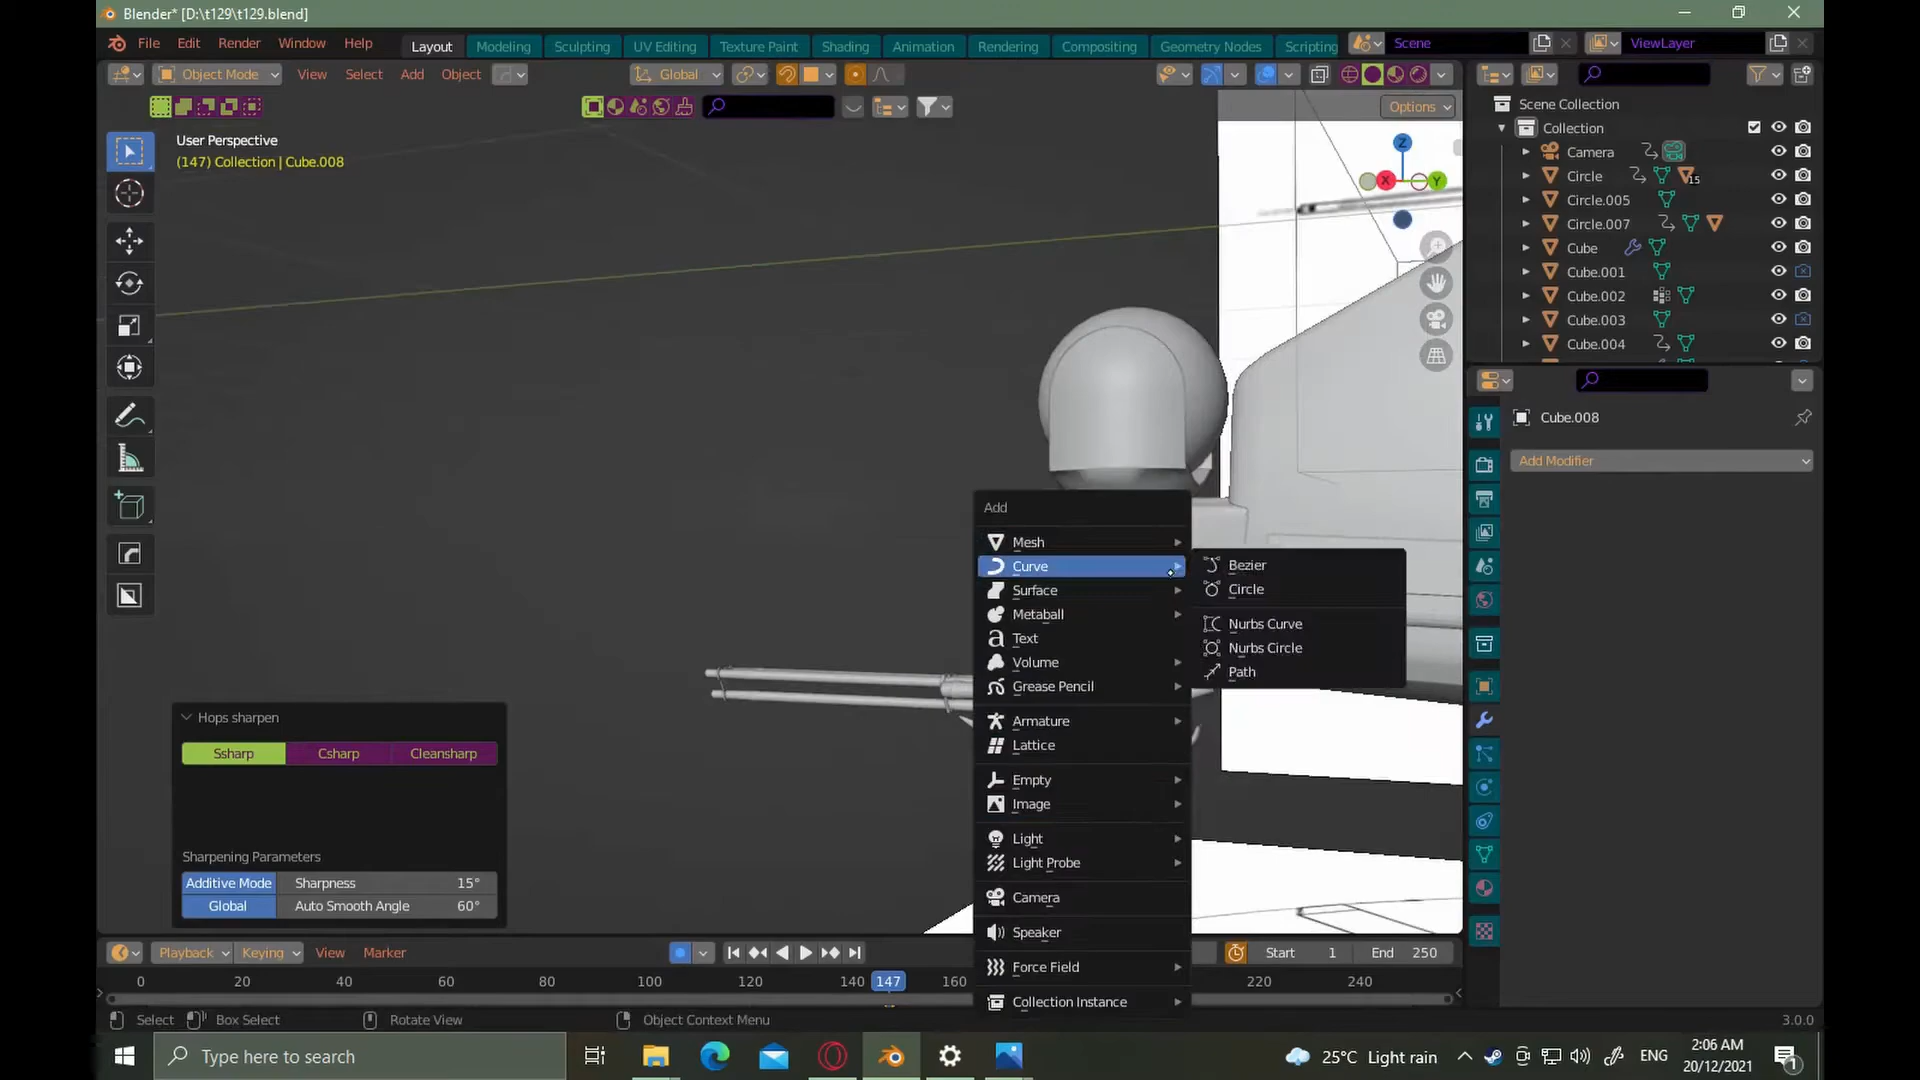 Blender* [D:\t129\t129.blend]
File Edit Render Window Help Layout Modeling Sculpting UV Editing Texture Paint Shading Animation Rendering Compositing Geometry Nodes Scripting Scene ViewLayer
Object Mode View Select Add Object Global
Options
User Perspective
(147) Collection | Cube.008
Z
X
Y
Scene Collection
Collection
Camera
Circle 15
Circle.005
Circle.007
Cube
Cube.001
Cube.002
Cube.003
Cube.004
Cube.008
Add Modifier
Add
Mesh
Curve
Surface
Metaball
Text
Volume
Grease Pencil
Armature
Lattice
Empty
Image
Light
Light Probe
Camera
Speaker
Force Field
Collection Instance
Bezier
Circle
Nurbs Curve
Nurbs Circle
Path
Hops sharpen
Ssharp Csharp Cleansharp
Sharpening Parameters
Additive Mode Sharpness 15°
Global Auto Smooth Angle 60°
Playback Keying View Marker Start 1 End 250
0 20 40 60 80 100 120 140 147 160 220 240
Select Box Select Rotate View Object Context Menu 3.0.0
Type here to search 25°C Light rain ENG 2:06 AM
20/12/2021 1